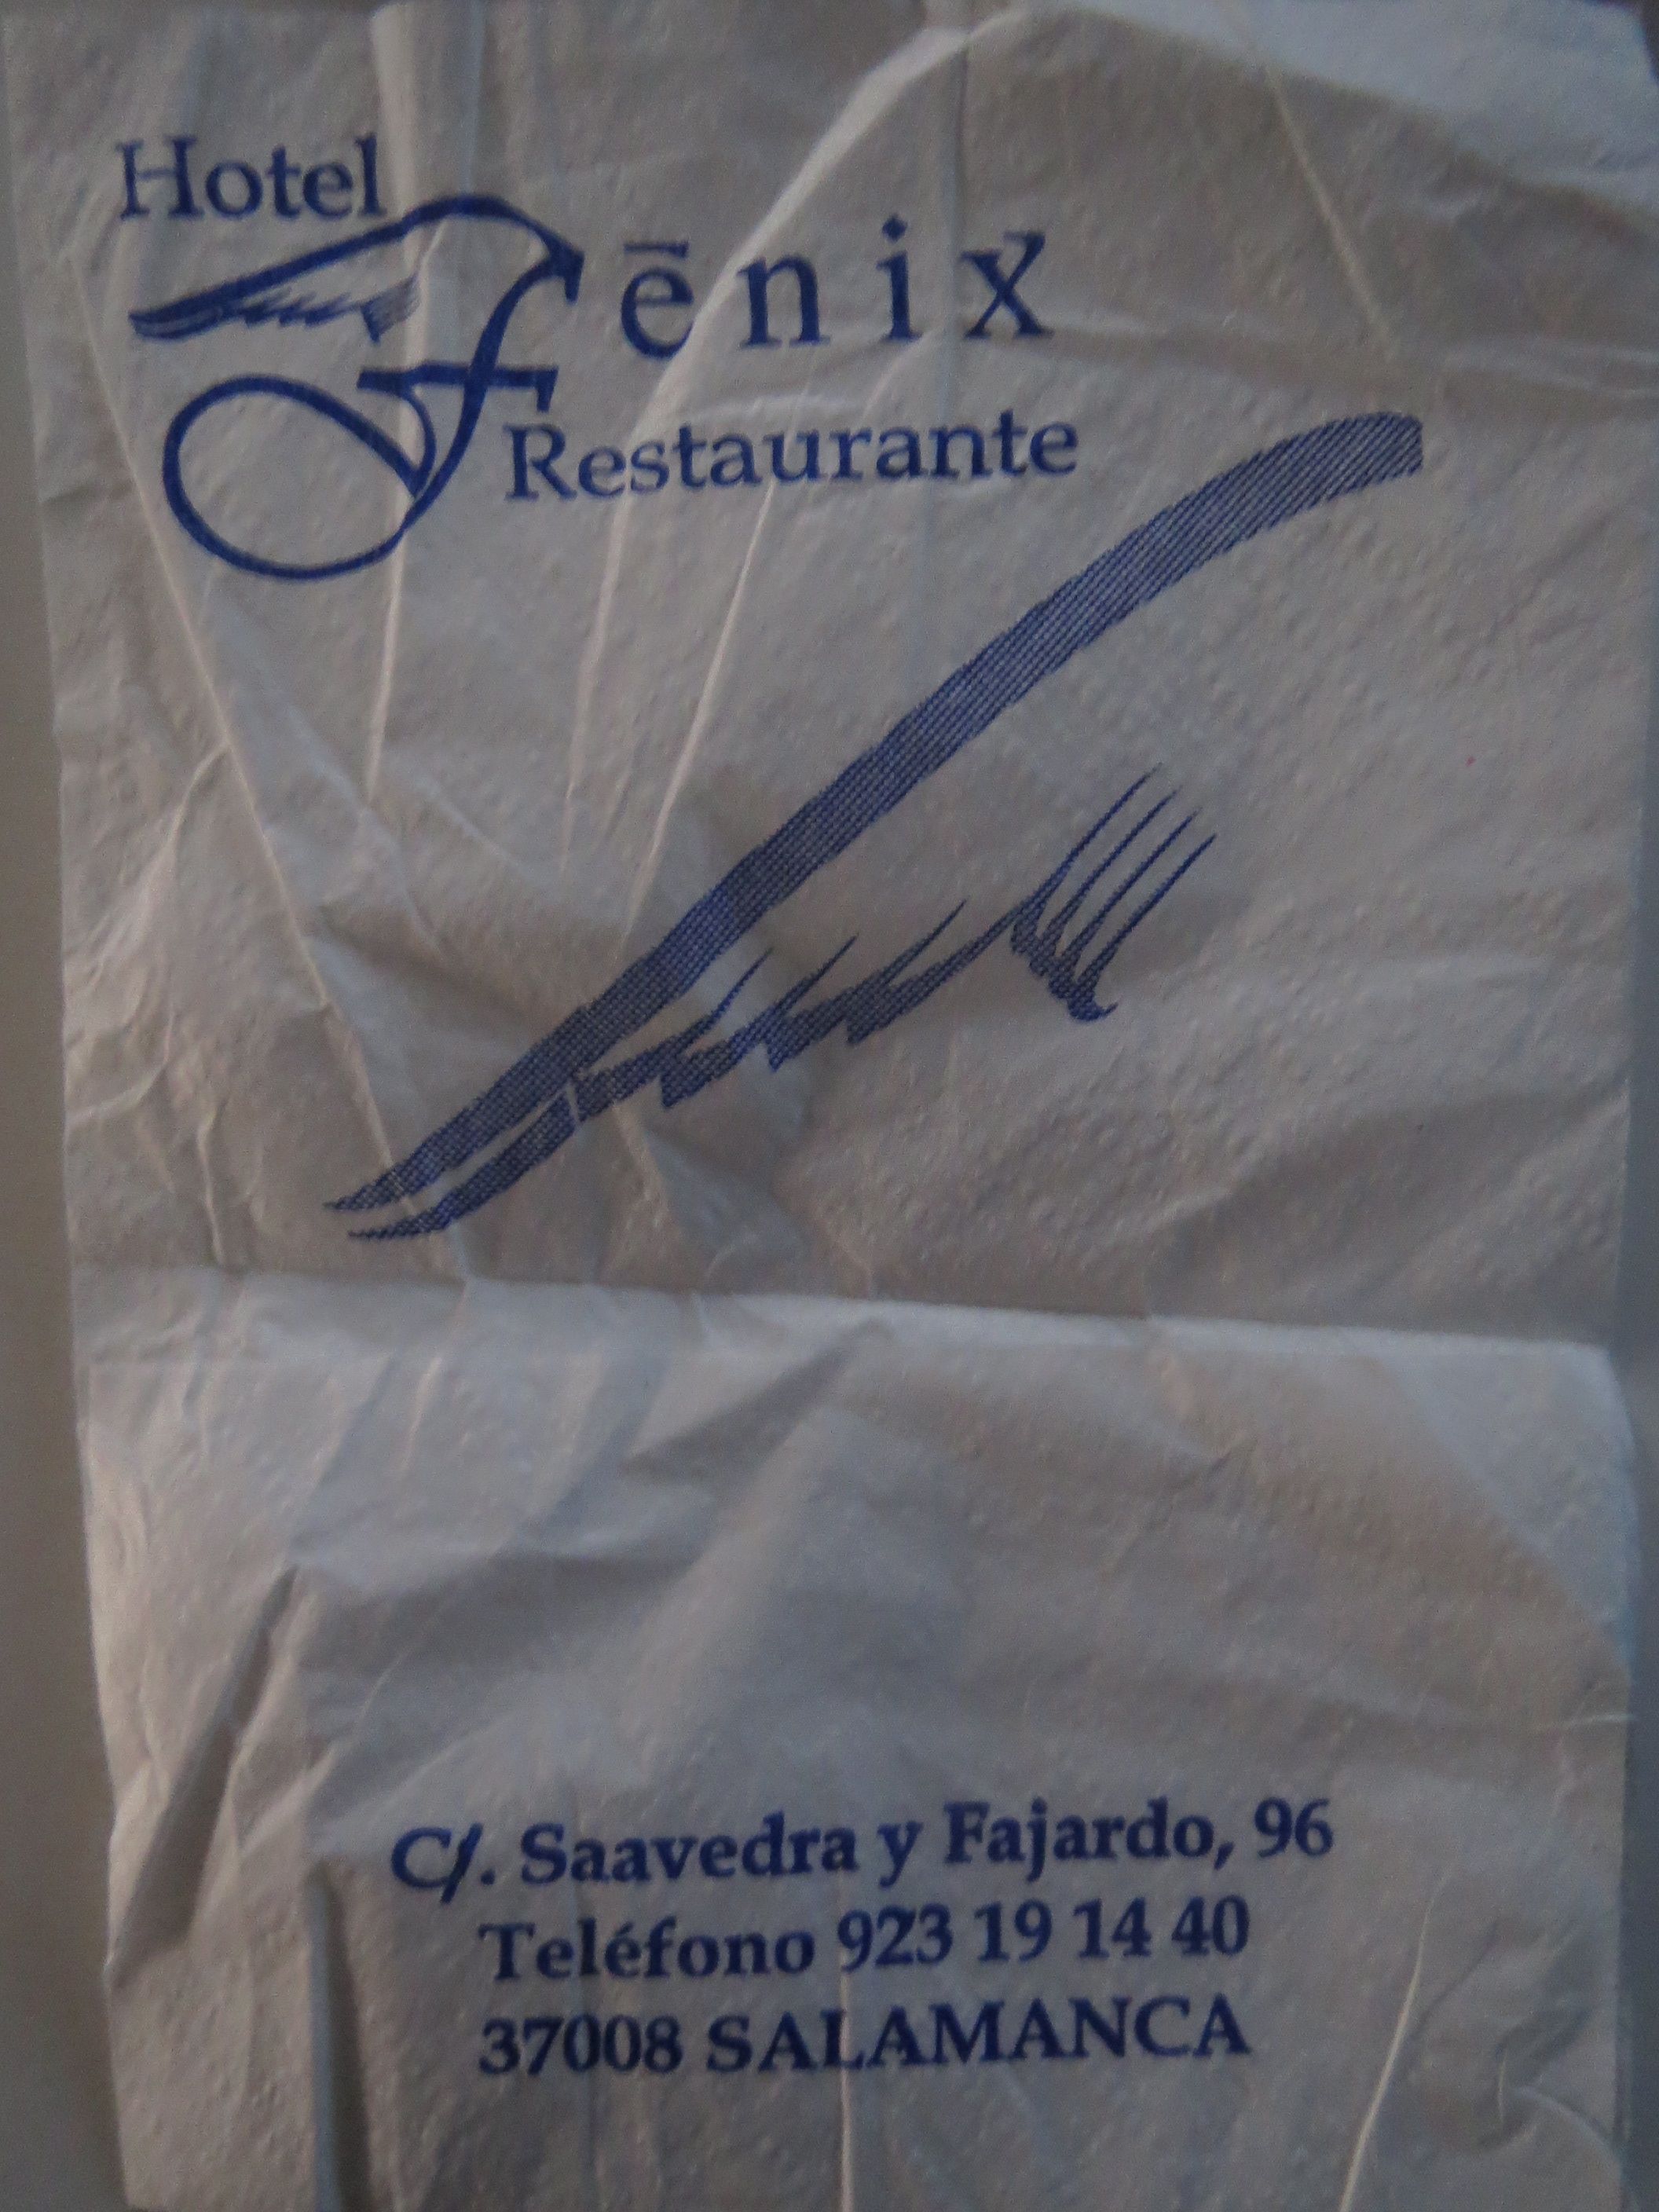 Hotel
Fēnix
Restaurante
C/. Saavedra y Fajardo, 96
Teléfono 923 19 14 40
37008 SALAMANCA